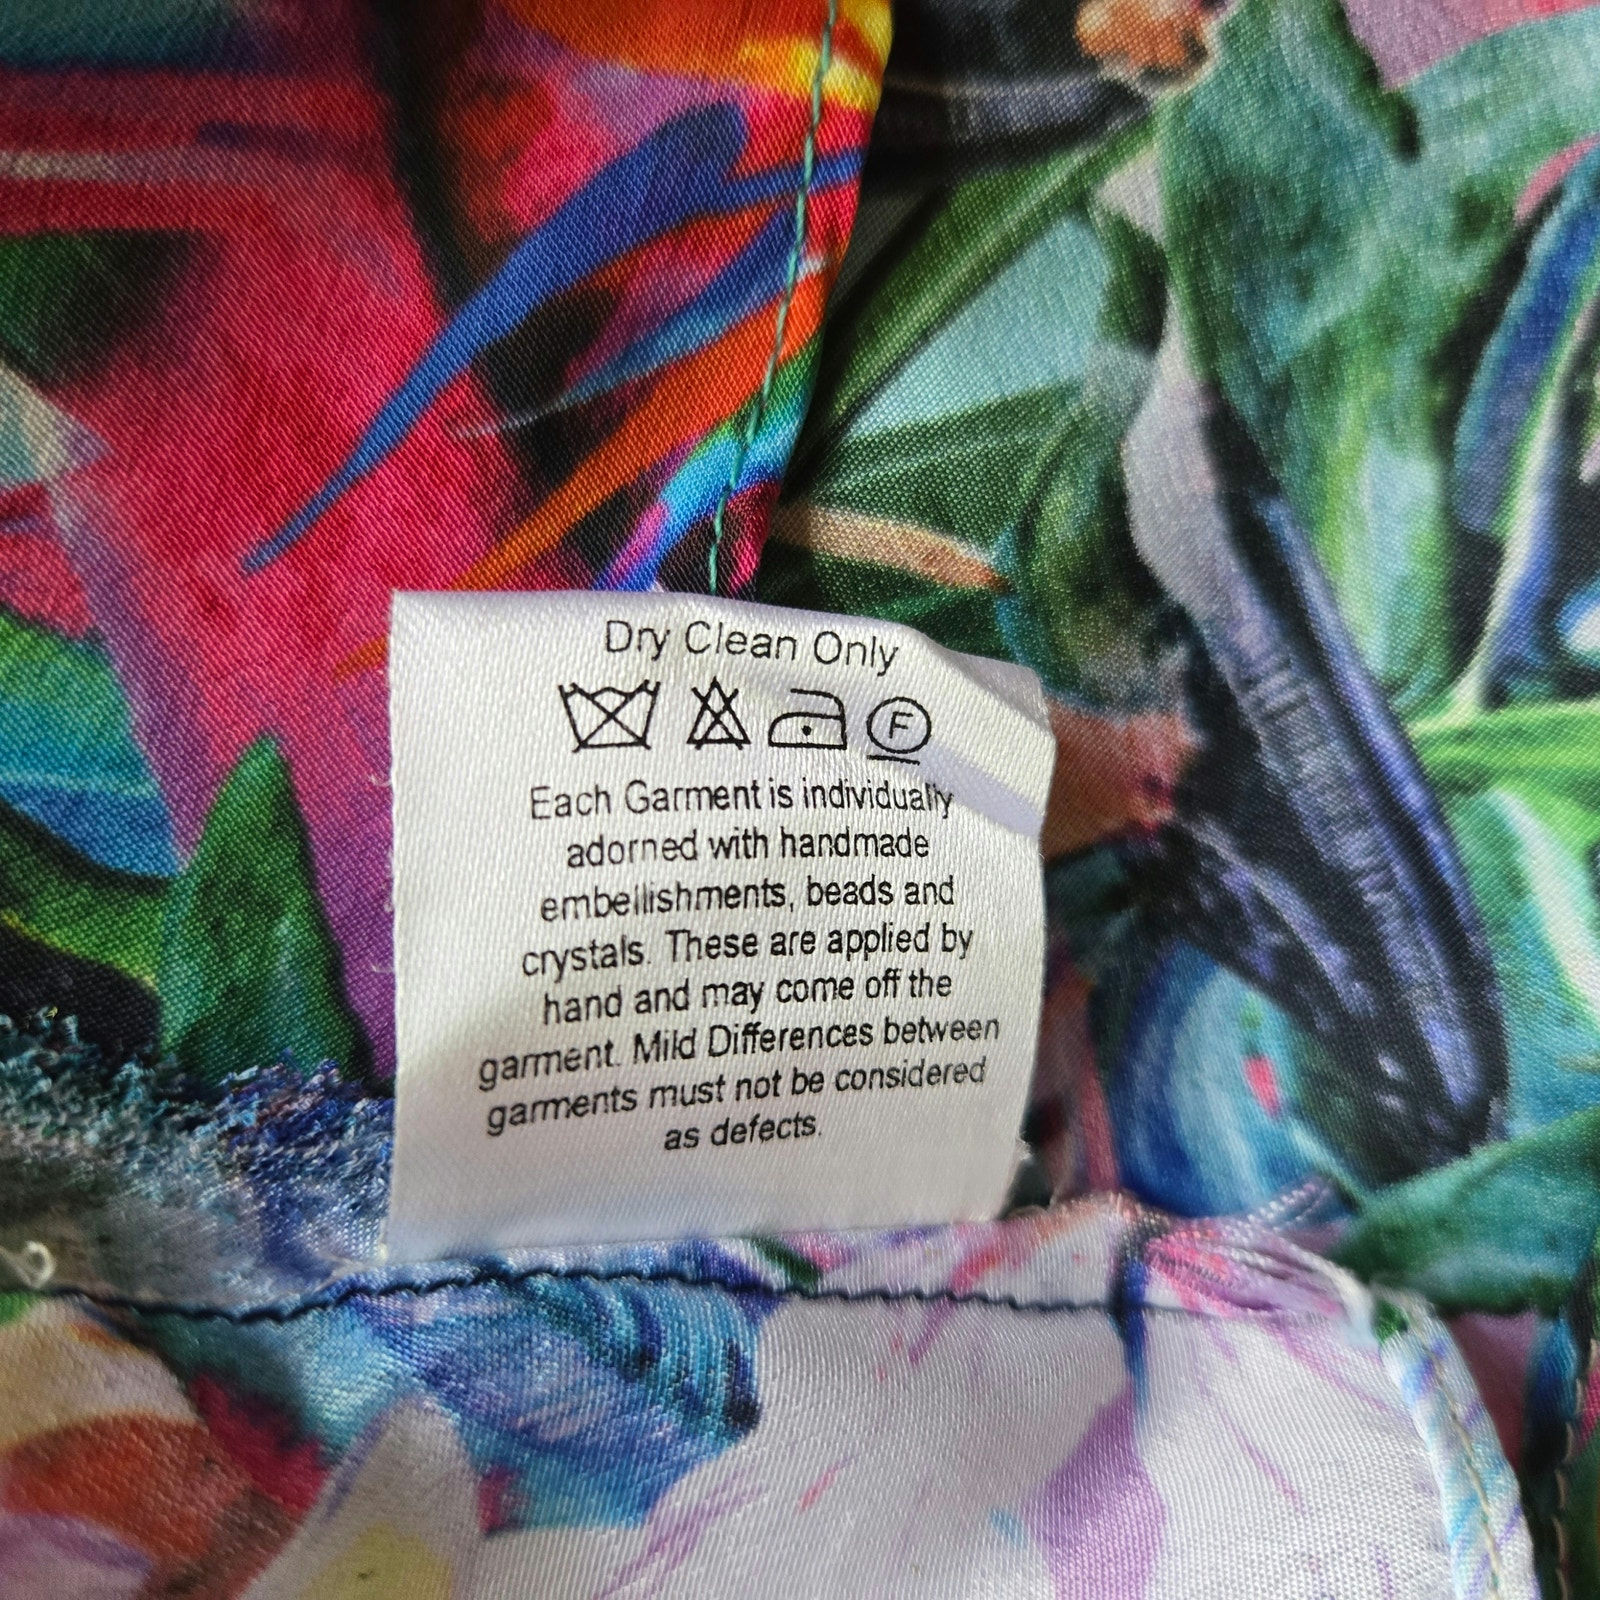 Dry Clean Only
F
Each Garment is individually
adorned with handmade
embellishments, beads and
crystals. These are applied by
hand and may come off the
garment. Mild Differences between
garments must not be considered
as defects.